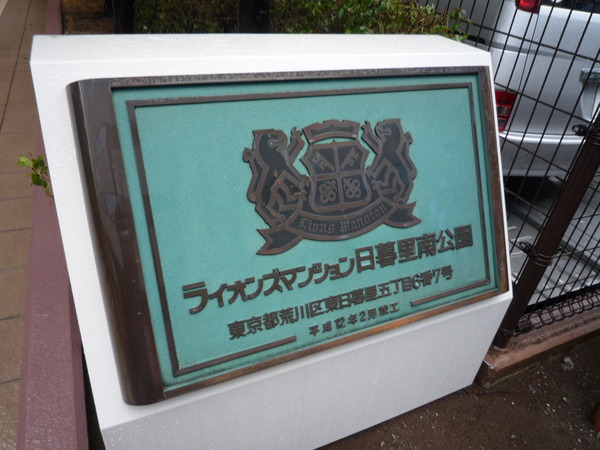 Lions Mansion
ライオンズマンション日暮里南公園
東京都荒川区東日暮里五丁目6番7号
平成12年2月竣工